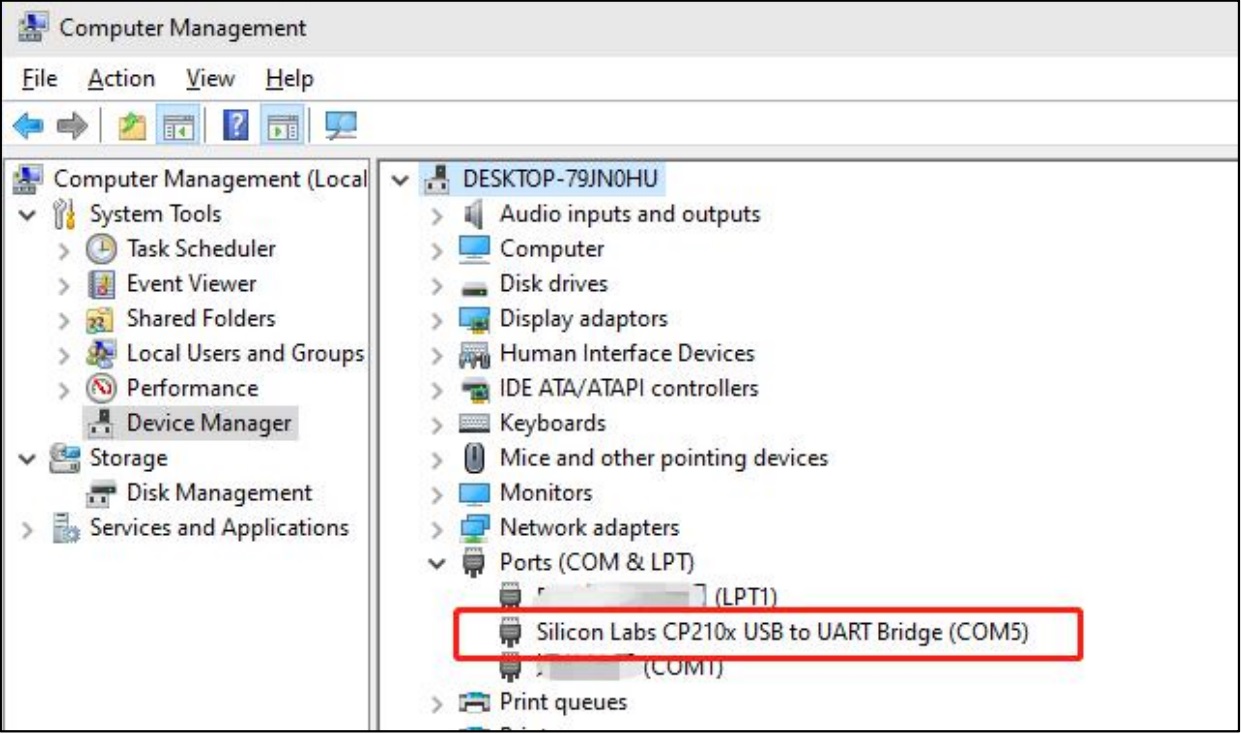 Computer Management
File Action View Help
Computer Management (Local
System Tools
Task Scheduler
Event Viewer
Shared Folders
Local Users and Groups
Performance
Device Manager
Storage
Disk Management
Services and Applications
DESKTOP-79JN0HU
Audio inputs and outputs
Computer
Disk drives
Display adaptors
Human Interface Devices
IDE ATA/ATAPI controllers
Keyboards
Mice and other pointing devices
Monitors
Network adapters
Ports (COM & LPT)
(LPT1)
Silicon Labs CP210x USB to UART Bridge (COM5)
(COM1)
Print queues